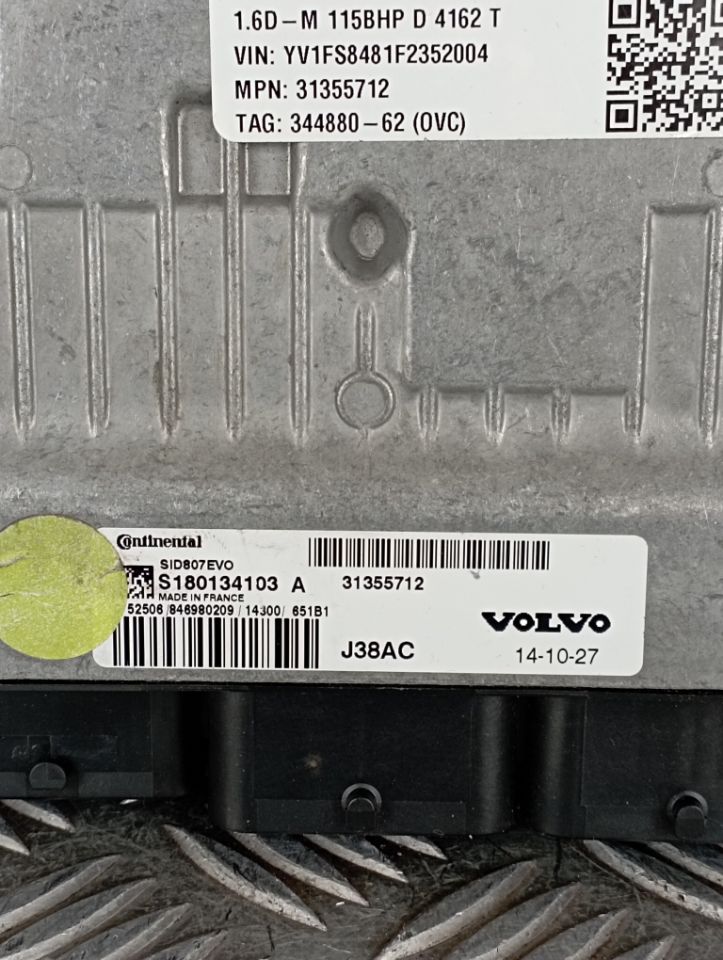 1.6D-M 115BHP D 4162 T
VIN: YV1FS8481F2352004
MPN: 31355712
TAG: 344880-62 (OVC)
Continental
SID807EVO
S180134103 A
31355712
MADE IN FRANCE
52506/846980209/14300/651B1
VOLVO
J38AC
14-10-27